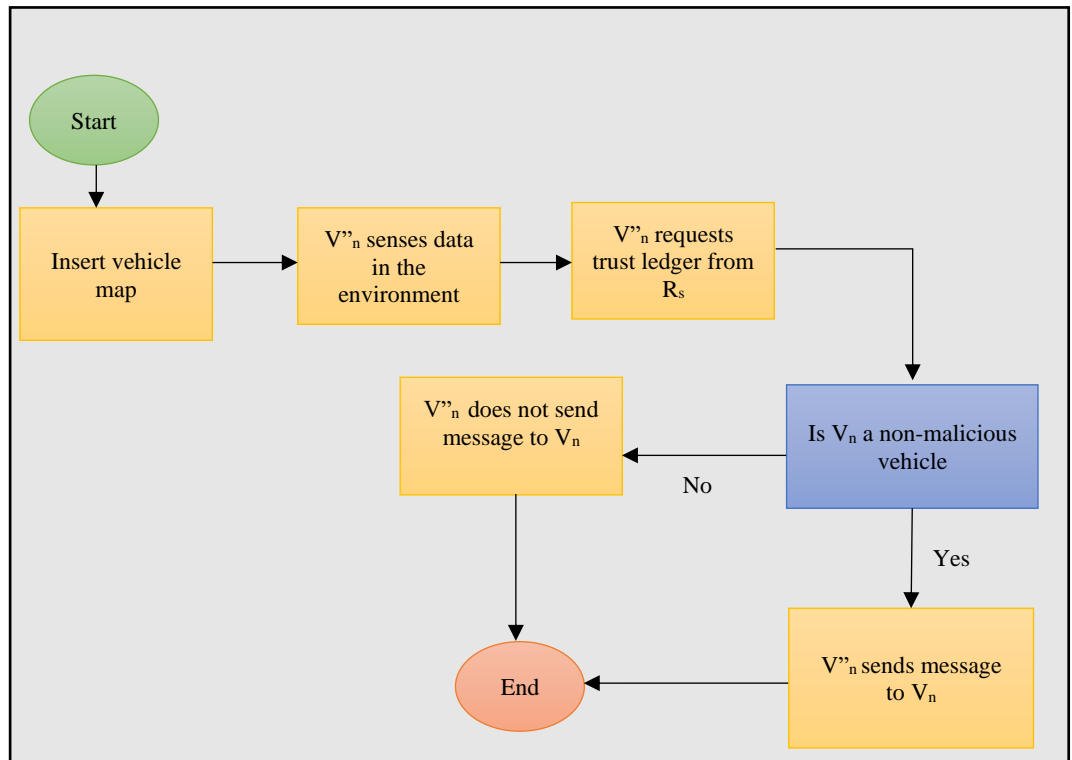 Start
Insert vehicle
map
V”ₙ senses data
in the
environment
V”ₙ requests
trust ledger from
Rₛ
V”ₙ does not send
message to Vₙ
Is Vₙ a non-malicious
vehicle
No
Yes
V”ₙ sends message
to Vₙ
End